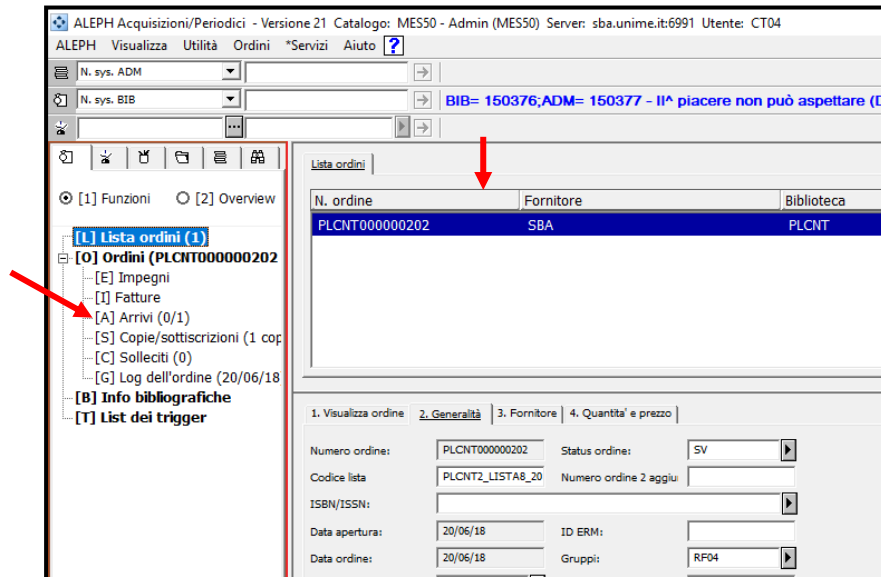 ALEPH Acquisizioni/Periodici - Versione 21 Catalogo: MES50 - Admin (MES50) Server: sba.unime.it:6991 Utente: CT04
ALEPH Visualizza Utilità Ordini *Servizi Aiuto ?
N. sys. ADM
N. sys. BIB
BIB= 150376;ADM= 150377 - Il^ piacere non può aspettare (D
[1] Funzioni [2] Overview
[L] Lista ordini (1)
[O] Ordini (PLCNT000000202
[E] Impegni
[I] Fatture
[A] Arrivi (0/1)
[S] Copie/sottiscrizioni (1 cop
[C] Solleciti (0)
[G] Log dell'ordine (20/06/18
[B] Info bibliografiche
[T] List dei trigger
Lista ordini
N. ordine Fornitore Biblioteca
PLCNT000000202 SBA PLCNT
1. Visualizza ordine 2. Generalità 3. Fornitore 4. Quantita' e prezzo
Numero ordine: PLCNT000000202 Status ordine: SV
Codice lista PLCNT2_LISTA8_20 Numero ordine 2 aggiu
ISBN/ISSN:
Data apertura: 20/06/18 ID ERM:
Data ordine: 20/06/18 Gruppi: RF04